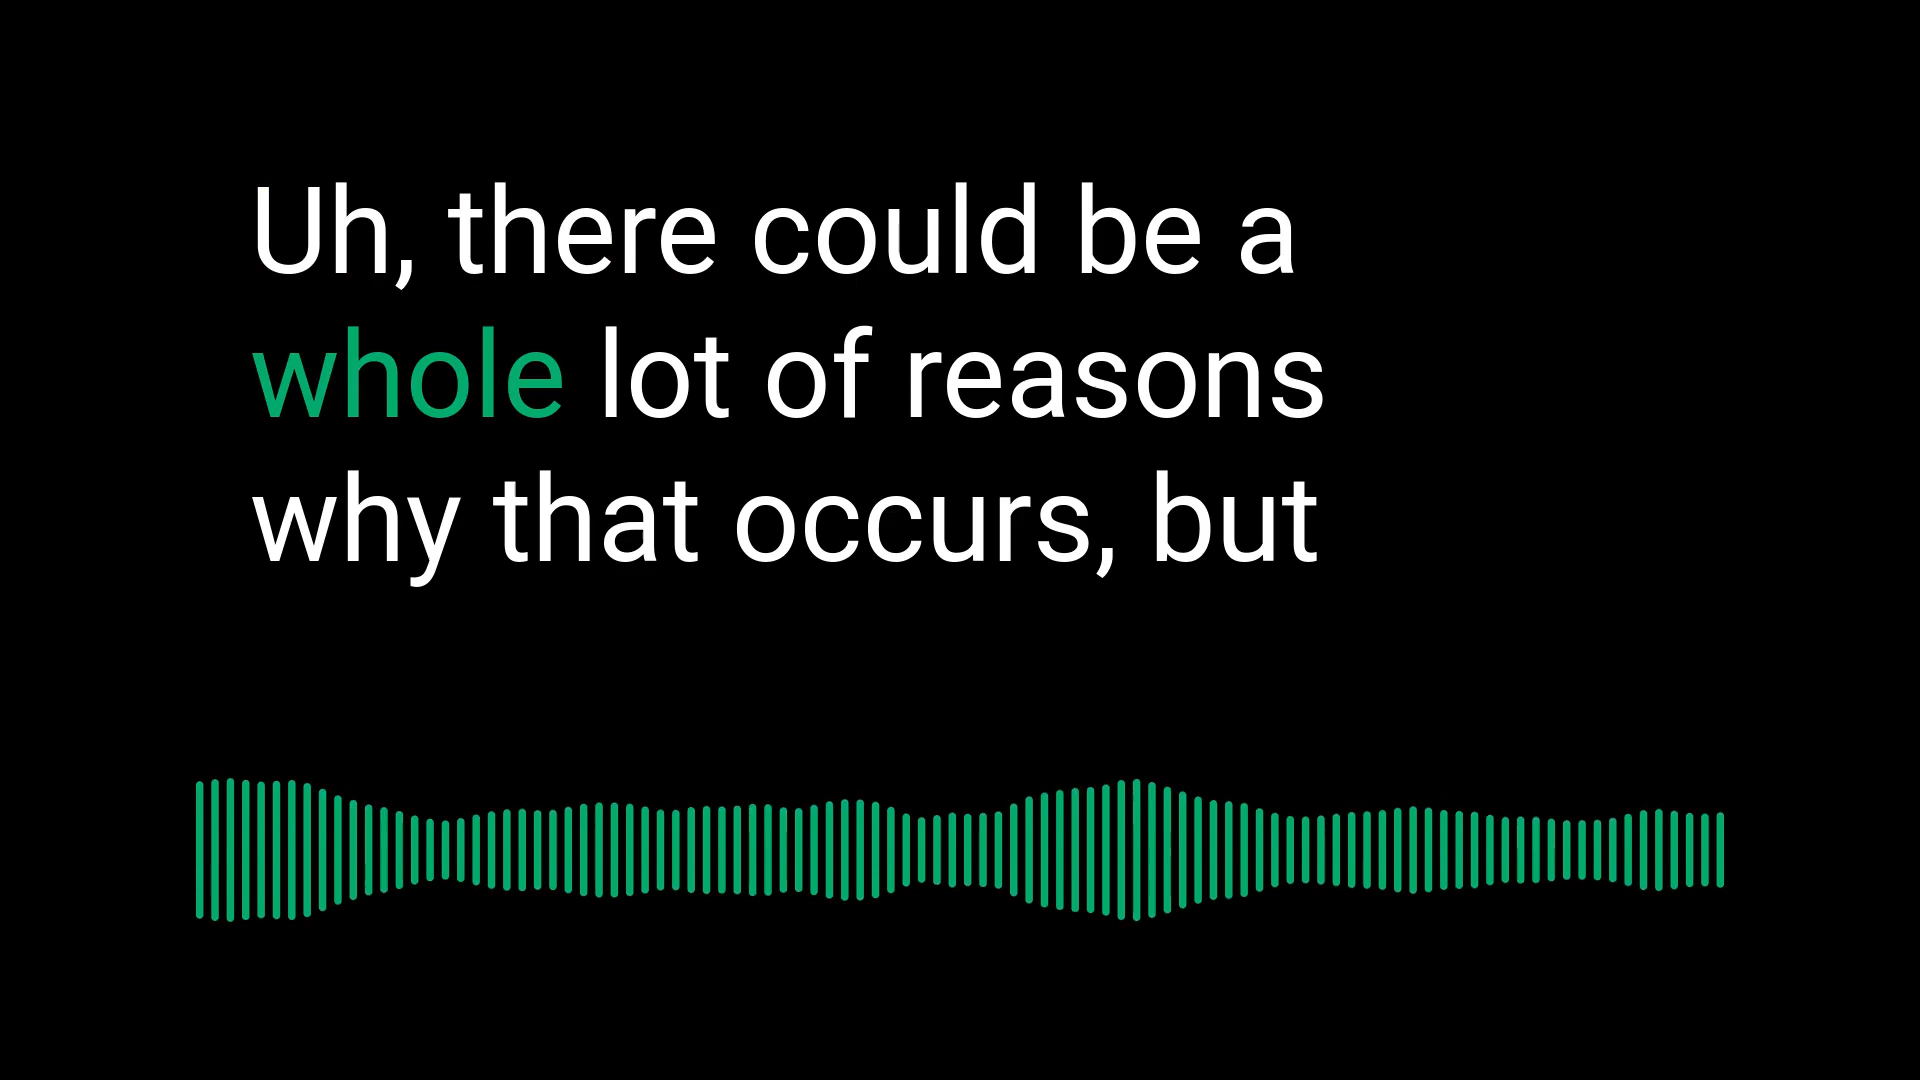 Uh, there could be a
whole lot of reasons
why that occurs, but